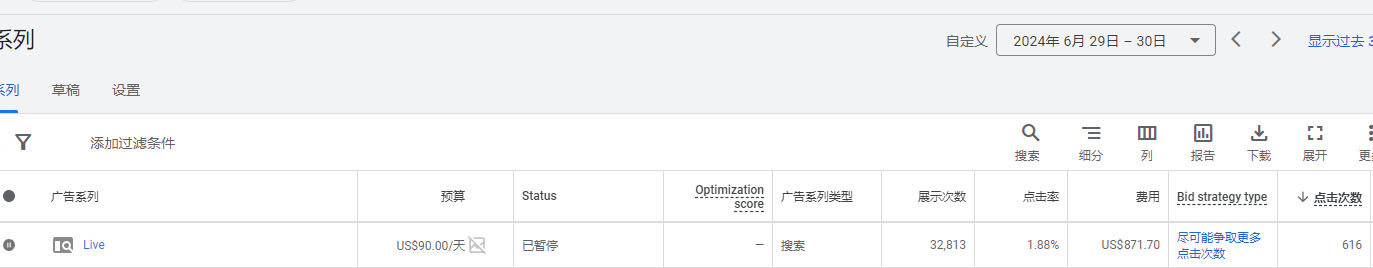 系列
自定义 2024年 6月 29日 – 30日 显示过去 3
系列 草稿 设置
添加过滤条件
搜索 细分 列 报告 下载 展开 更
广告系列 预算 Status Optimization score 广告系列类型 展示次数 点击率 费用 Bid strategy type 点击次数
Live US$90.00/天 已暂停 — 搜索 32,813 1.88% US$871.70 尽可能争取更多 616
点击次数